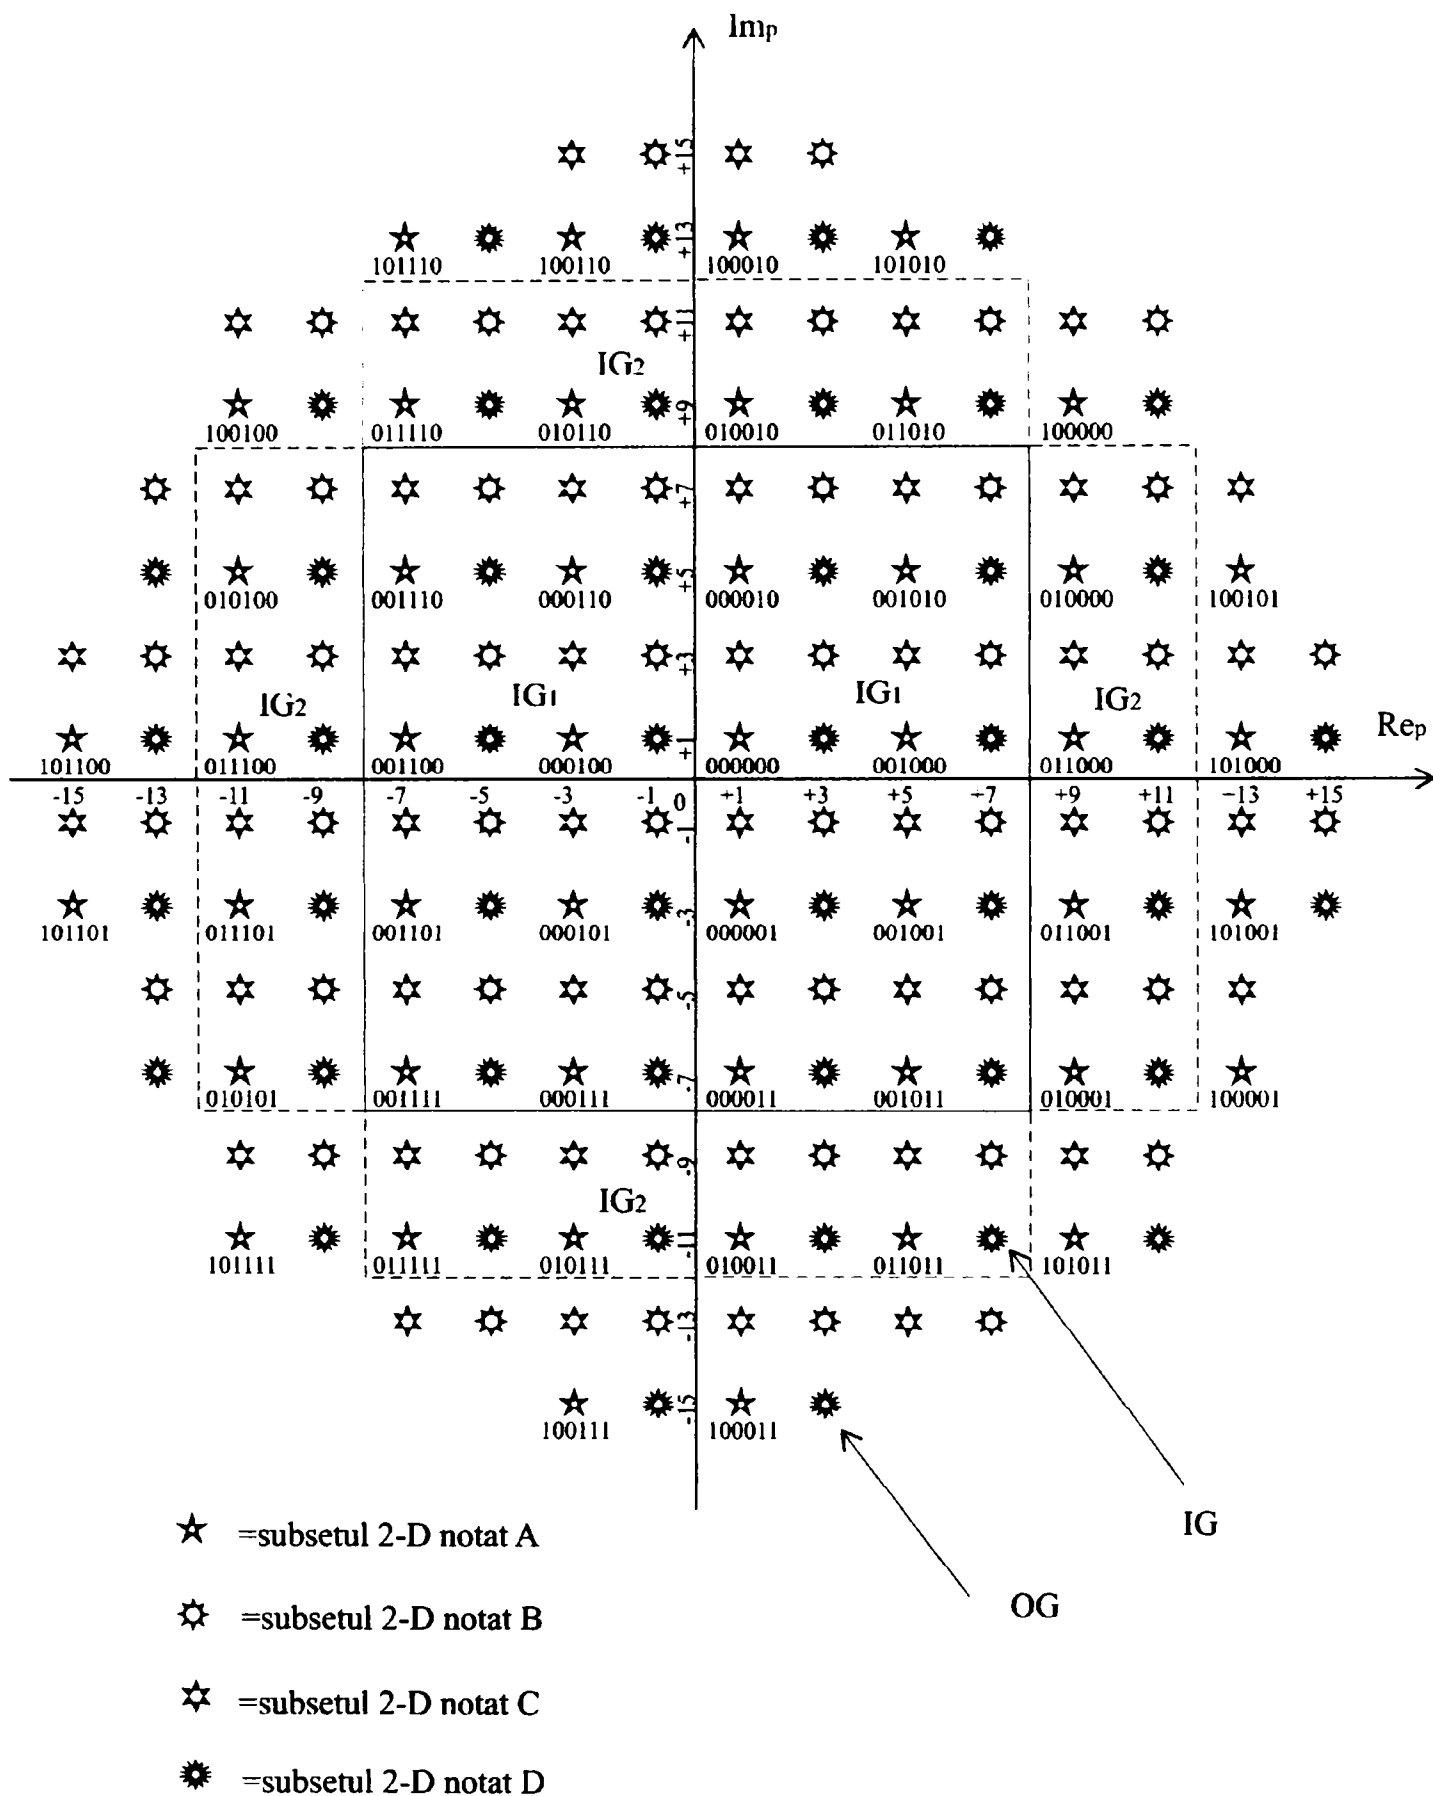 Imp
+15
+13
101110 100110 100010 101010
+11
IG2
+9
100100 011110 010110 010010 011010 100000
+7
+5
010100 001110 000110 000010 001010 010000 100101
+3
IG2 IG1 IG1 IG2
+1
Rep
101100 011100 001100 000100 000000 001000 011000 101000
-15 -13 -11 -9 -7 -5 -3 -1 0 +1 +3 +5 +7 +9 +11 -13 +15
-1
-3
101101 011101 001101 000101 000001 001001 011001 101001
-5
-7
010101 001111 000111 000011 001011 010001 100001
-9
IG2
-11
101111 011111 010111 010011 011011 101011
-13
-15
100111 100011
IG
OG
=subsetul 2-D notat A
=subsetul 2-D notat B
=subsetul 2-D notat C
=subsetul 2-D notat D